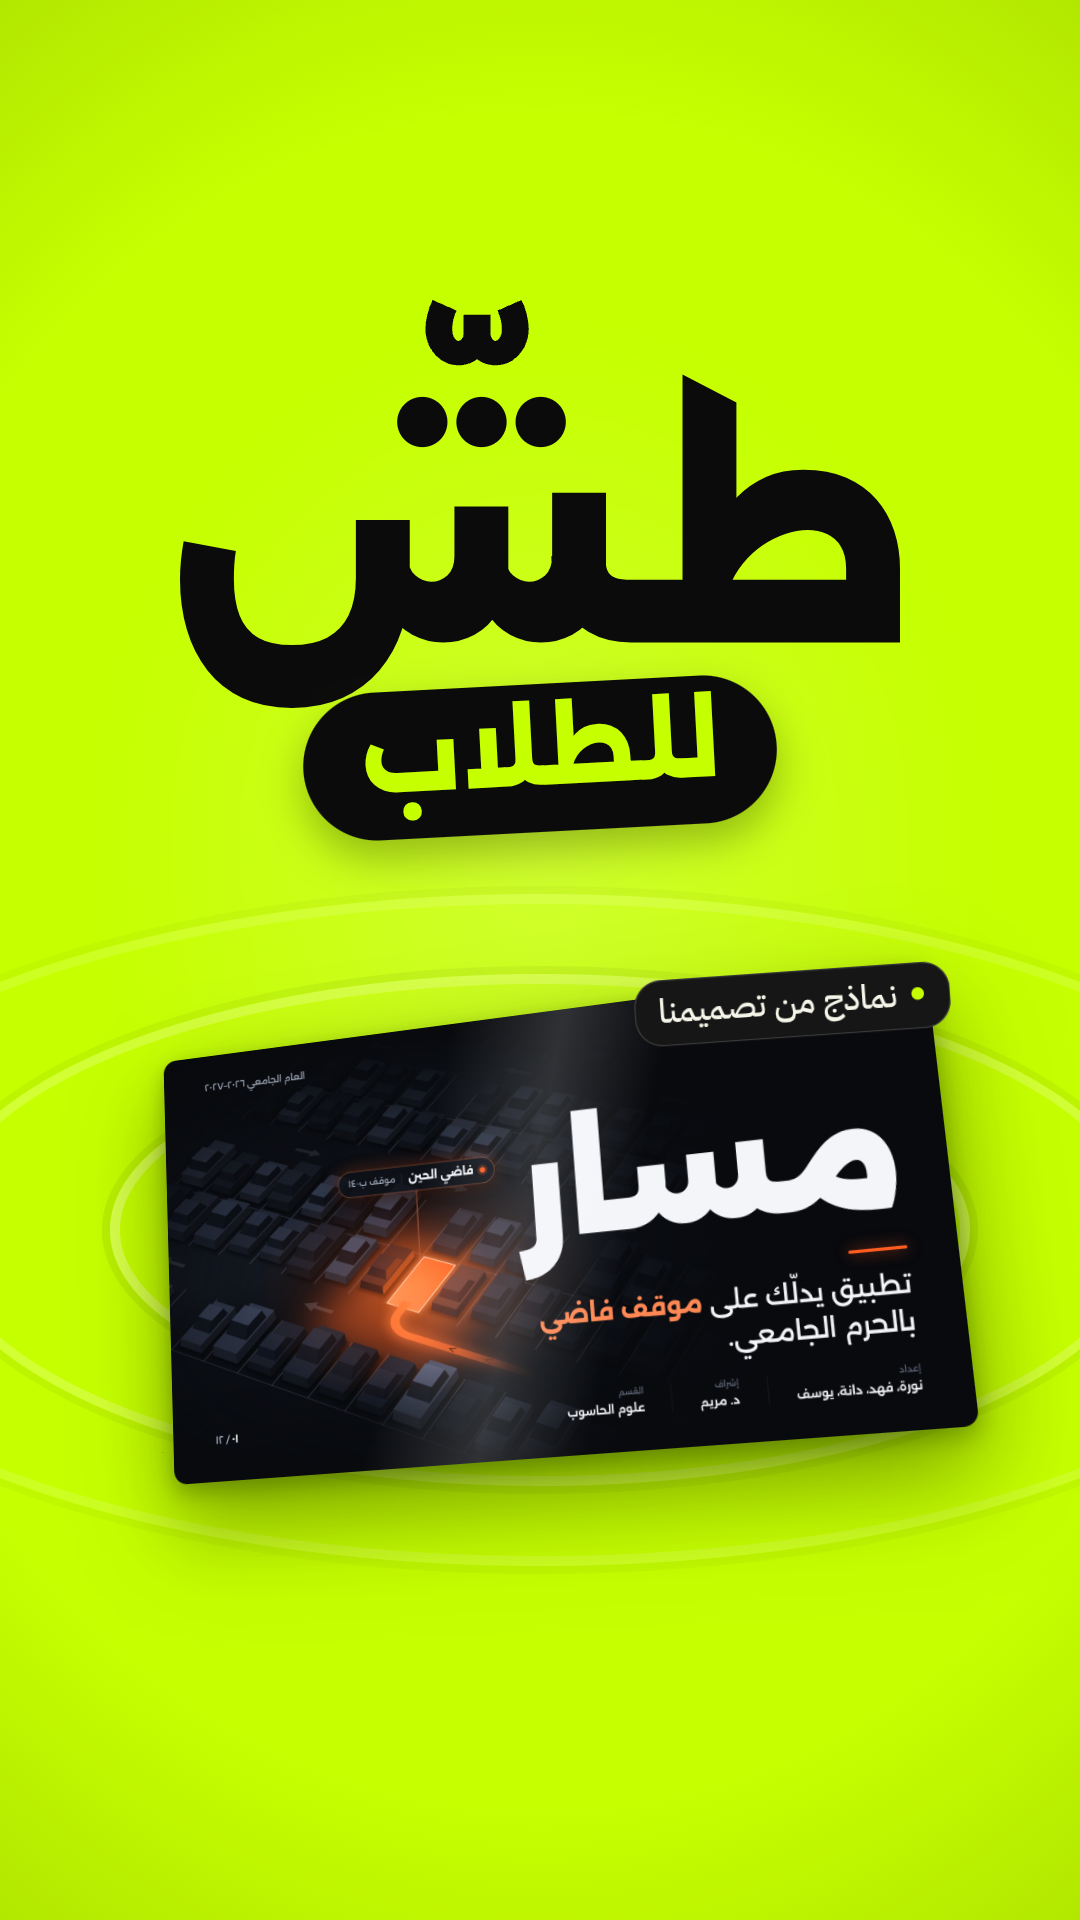 طشّ
للطلاب
نماذج من تصميمنا
العام الجامعي ٢٠٢٦-٢٠٢٧
مسار
فاضي الحين | موقف ب-١٤٠
تطبيق يدلّك على موقف فاضي
بالحرم الجامعي.
إعداد
نورة، فهد، دانة، يوسف
إشراف
د. مريم
القسم
علوم الحاسوب
٠١ / ١٢